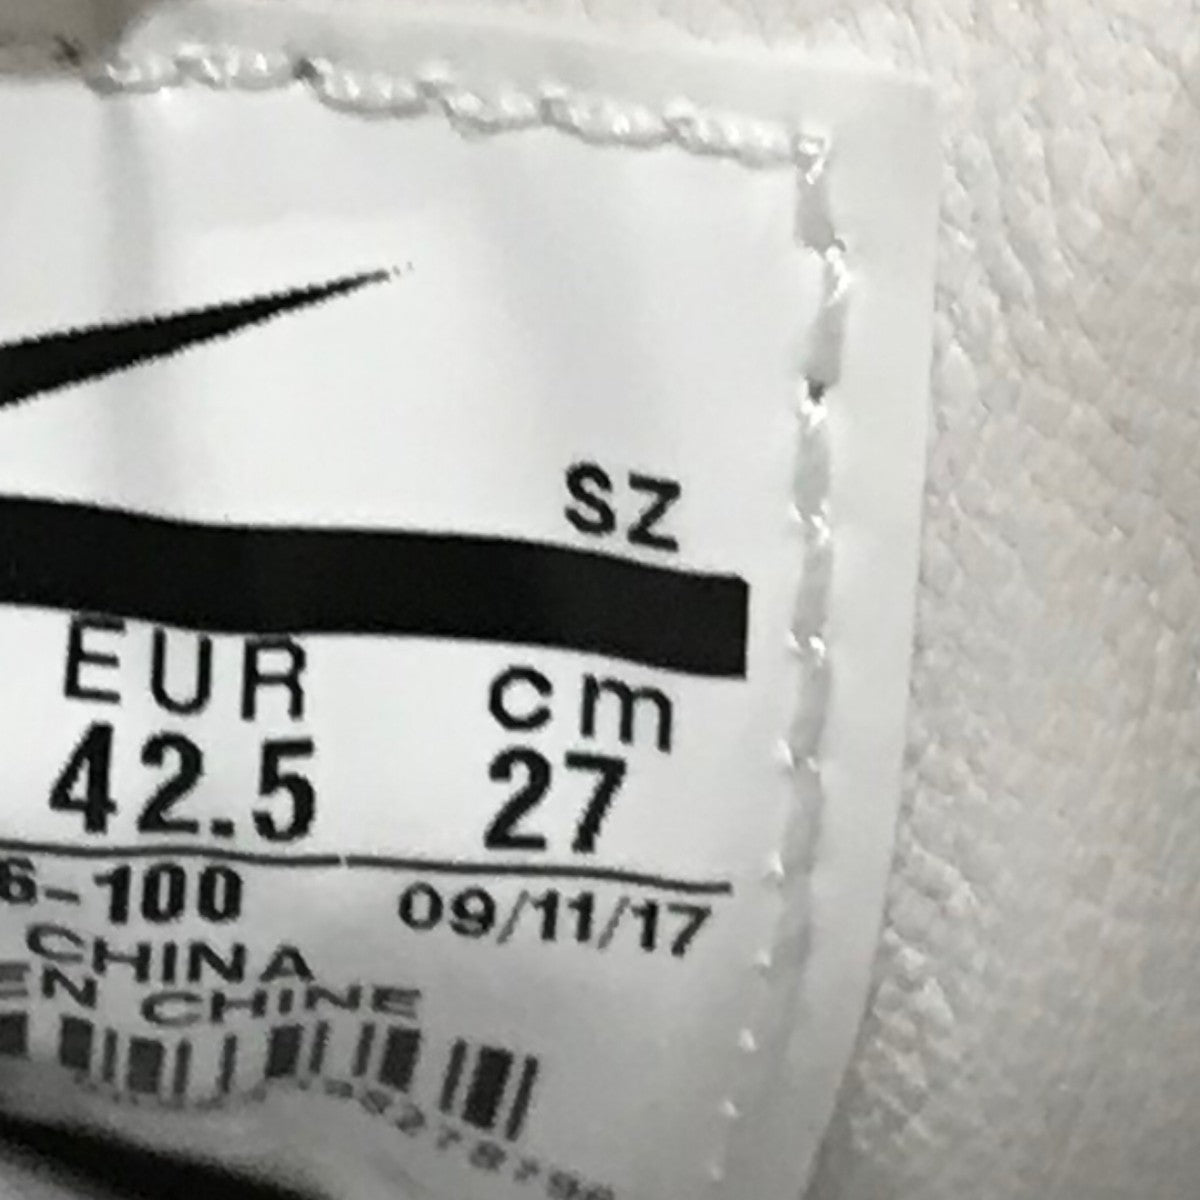 SZ
EUR cm
42.5 27
6-100 09/11/17
CHINA
EN CHINE